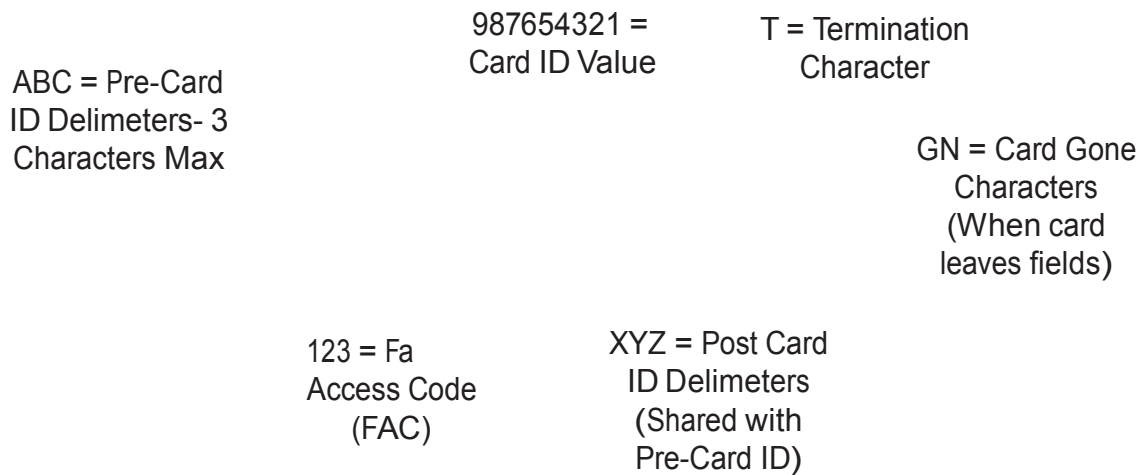 ABC = Pre-Card
ID Delimeters- 3
Characters Max
123 = Fa
Access Code
(FAC)
987654321 =
Card ID Value
XYZ = Post Card
ID Delimeters
(Shared with
Pre-Card ID)
T = Termination
Character
GN = Card Gone
Characters
(When card
leaves fields)